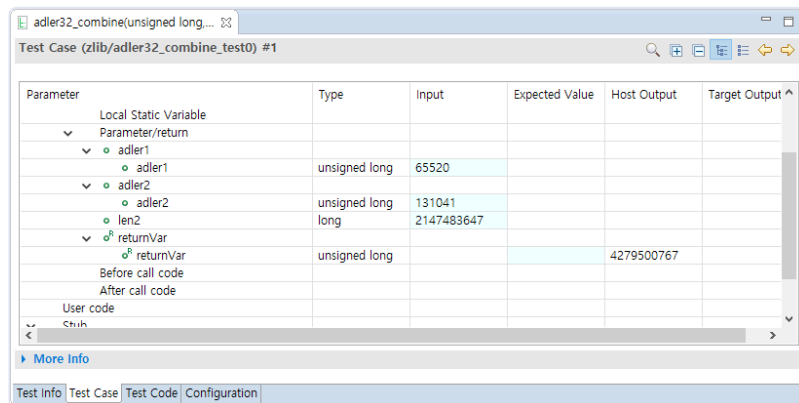 adler32_combine(unsigned long,...
Test Case (zlib/adler32_combine_test0) #1
Parameter Type Input Expected Value Host Output Target Output
Local Static Variable
Parameter/return
adler1
adler1 unsigned long 65520
adler2
adler2 unsigned long 131041
len2 long 2147483647
R returnVar
R returnVar unsigned long 4279500767
Before call code
After call code
User code
Stub
More Info
Test Info Test Case Test Code Configuration